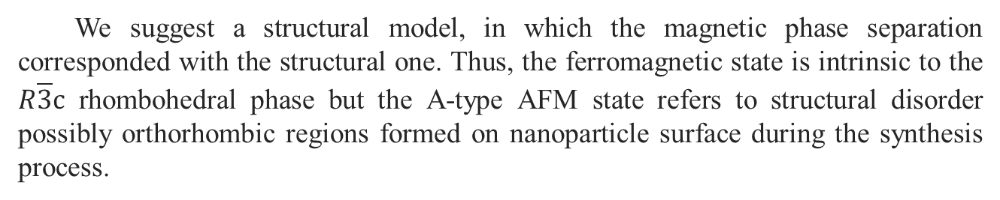 We suggest a structural model, in which the magnetic phase separation
corresponded with the structural one. Thus, the ferromagnetic state is intrinsic to the
R3̅c rhombohedral phase but the A-type AFM state refers to structural disorder
possibly orthorhombic regions formed on nanoparticle surface during the synthesis
process.